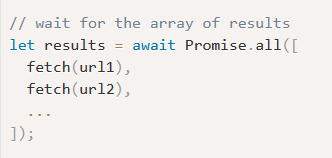 // wait for the array of results
let results = await Promise.all([
  fetch(url1),
  fetch(url2),
  ...
]);